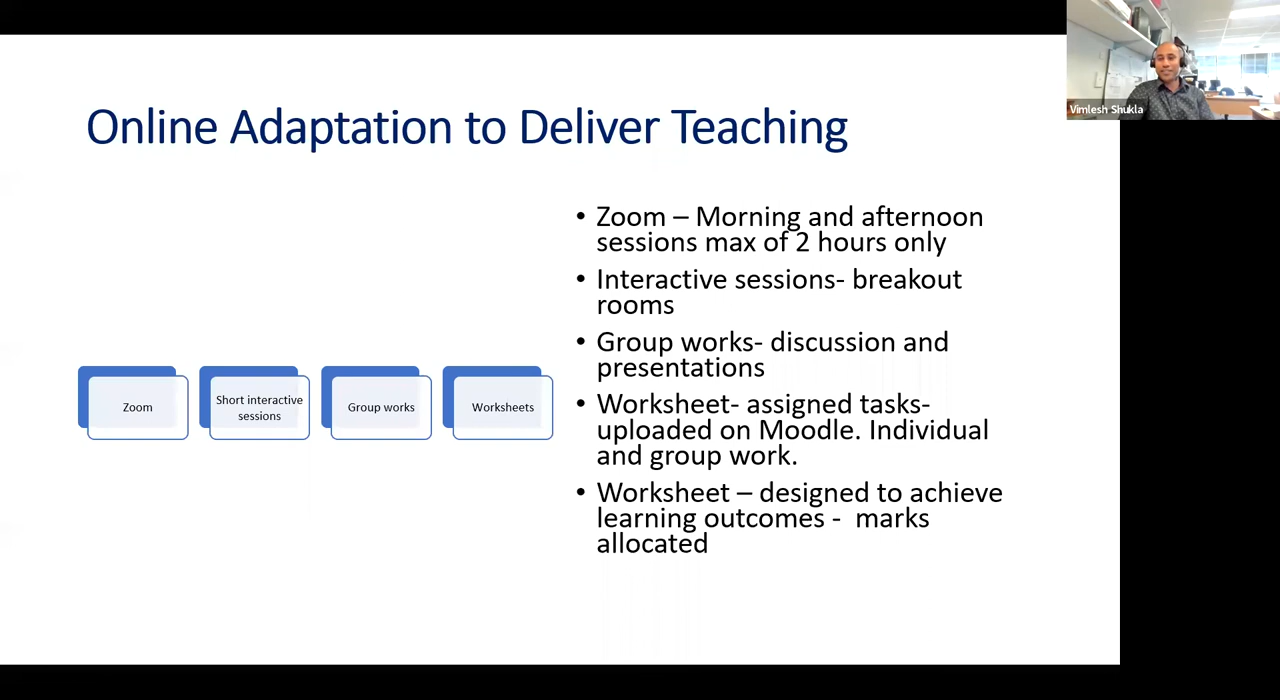 Vimlesh Shukla
Online Adaptation to Deliver Teaching
Zoom
Short interactive
sessions
Group works
Worksheets
• Zoom – Morning and afternoon
sessions max of 2 hours only
• Interactive sessions- breakout
rooms
• Group works- discussion and
presentations
• Worksheet- assigned tasks-
uploaded on Moodle. Individual
and group work.
• Worksheet – designed to achieve
learning outcomes -  marks
allocated